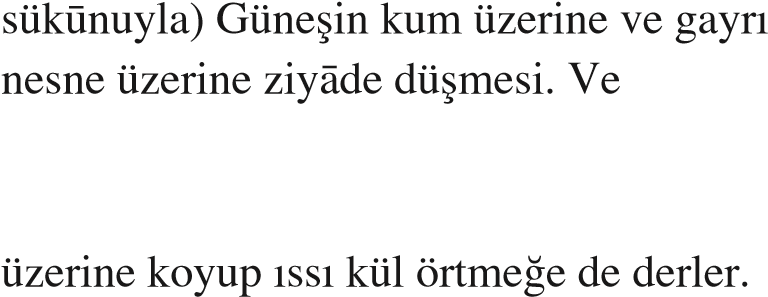 sükūnuyla) Güneşin kum üzerine ve gayrı
nesne üzerine ziyāde düşmesi. Ve
üzerine koyup ıssı kül örtmeğe de derler.